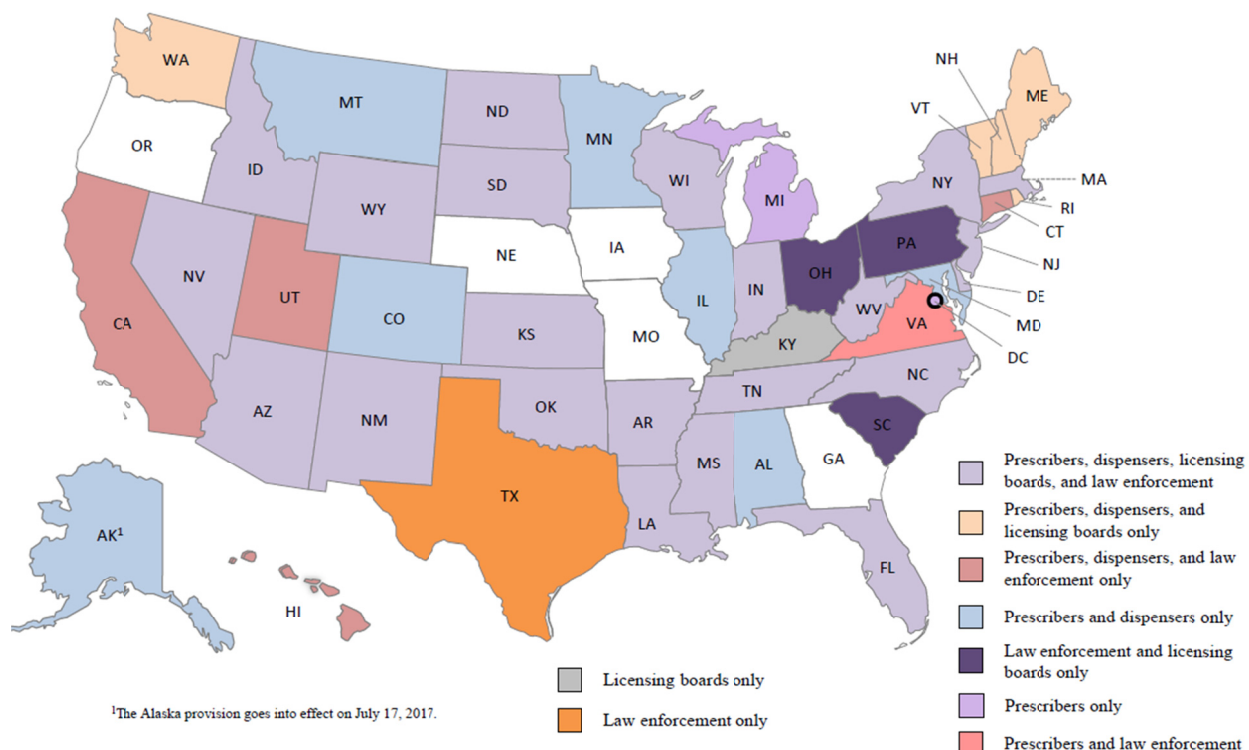 NH
WA
ME
VT
MT
ND
MN
OR
ID
WI
NY
MA
SD
MI
RI
WY
CT
PA
IA
NE
NJ
OH
NV
IN
DE
UT
IL
CO
WV
CA
VA
MD
KS
MO
KY
DC
NC
TN
OK
AZ
NM
AR
SC
MS
AL
GA
TX
LA
AK¹
FL
HI
Prescribers, dispensers, licensing
boards, and law enforcement
Prescribers, dispensers, and
licensing boards only
Prescribers, dispensers, and law
enforcement only
Prescribers and dispensers only
Law enforcement and licensing
boards only
Prescribers only
Prescribers and law enforcement
Licensing boards only
Law enforcement only
¹The Alaska provision goes into effect on July 17, 2017.